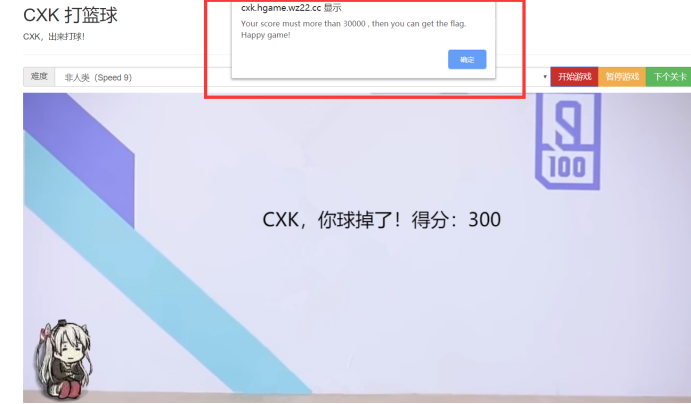 CXK 打篮球
CXK，出来打球！
cxk.hgame.wz22.cc 显示
Your score must more than 30000 , then you can get the flag.
Happy game!
确定
难度 非人类（Speed 9） 开始游戏 暂停游戏 下个关卡
100
CXK，你球掉了！得分：300